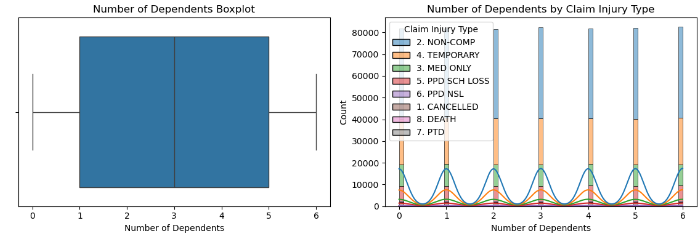 Number of Dependents Boxplot
0 1 2 3 4 5 6
Number of Dependents
Number of Dependents by Claim Injury Type
Claim Injury Type
2. NON-COMP
4. TEMPORARY
3. MED ONLY
5. PPD SCH LOSS
6. PPD NSL
1. CANCELLED
8. DEATH
7. PTD
Count
80000
70000
60000
50000
40000
30000
20000
10000
0
0 1 2 3 4 5 6
Number of Dependents